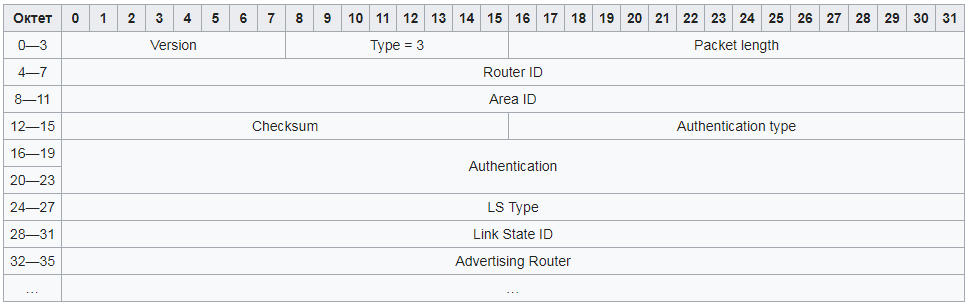 Октет 0 1 2 3 4 5 6 7 8 9 10 11 12 13 14 15 16 17 18 19 20 21 22 23 24 25 26 27 28 29 30 31
0—3 Version Type = 3 Packet length
4—7 Router ID
8—11 Area ID
12—15 Checksum Authentication type
16—19
Authentication
20—23
24—27 LS Type
28—31 Link State ID
32—35 Advertising Router
... ...